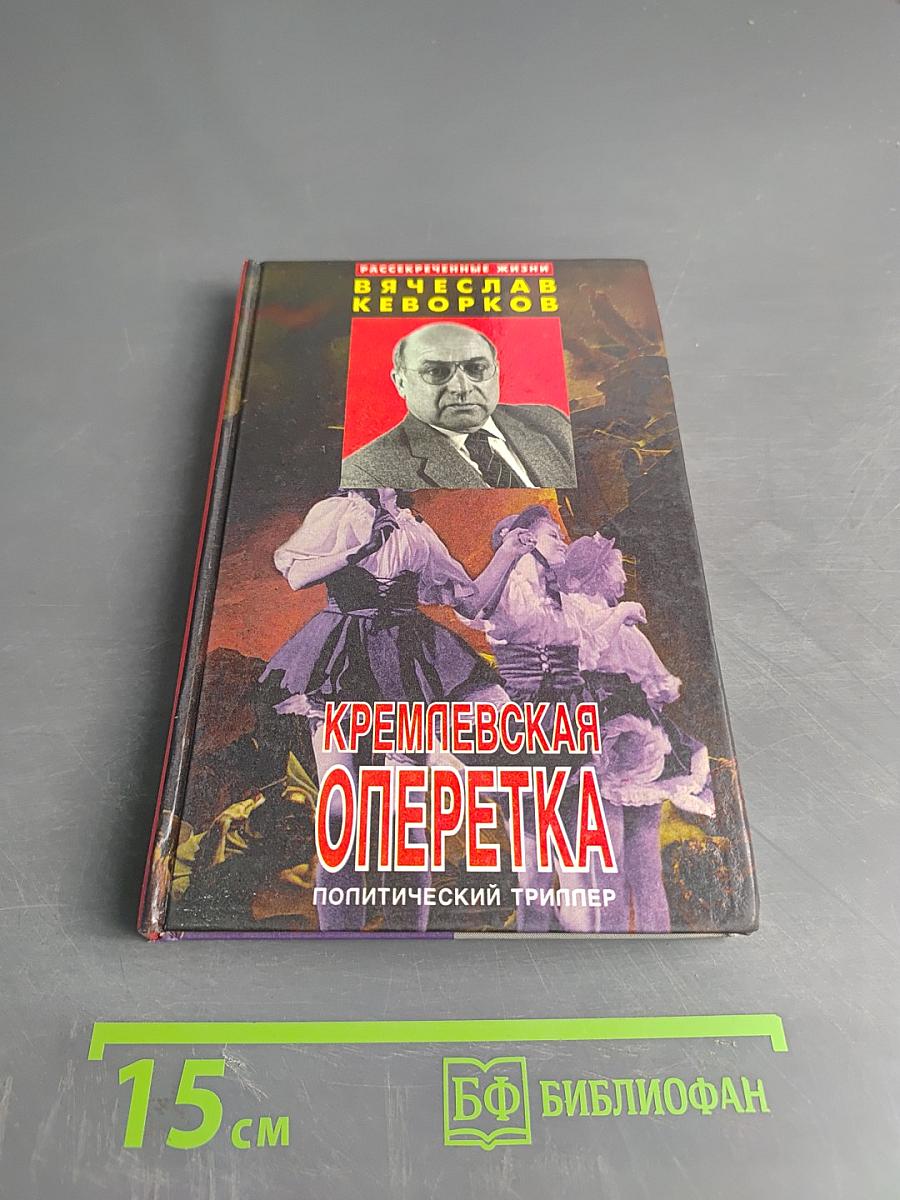 РАССЕКРЕЧЕННЫЕ ЖИЗНИ
ВЯЧЕСЛАВ
КЕВОРКОВ
КРЕМЛЕВСКАЯ
ОПЕРЕТКА
ПОЛИТИЧЕСКИЙ ТРИЛЛЕР
15 см
БФ БИБЛИОФАН